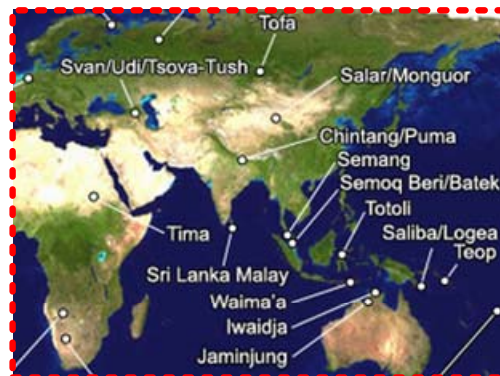 Tofa
Svan/Udi/Tsova-Tush
Salar/Monguor
Chintang/Puma
Semang
Semoq Beri/Batek
Totoli
Saliba/Logea
Teop
Tima
Sri Lanka Malay
Waima'a
Iwaidja
Jaminjung